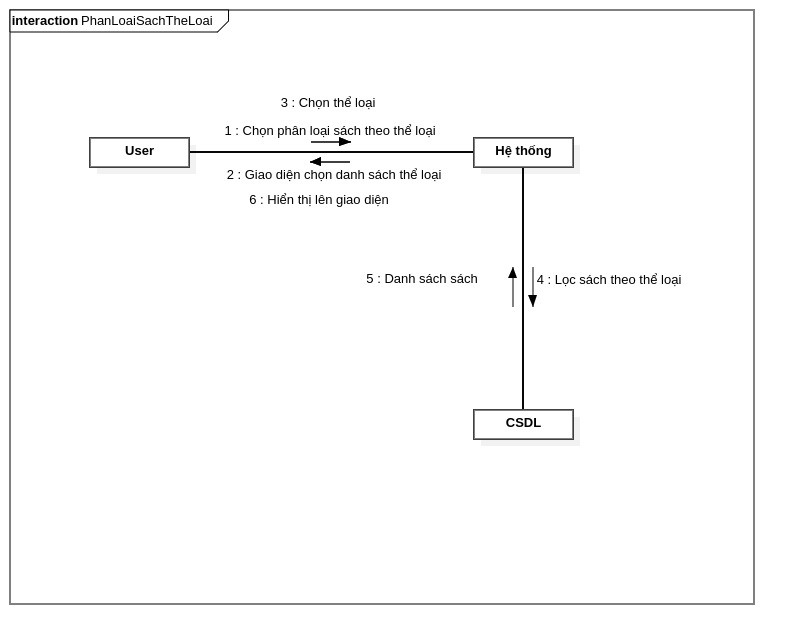 interaction PhanLoaiSachTheLoai
3 : Chọn thể loại
1 : Chọn phân loại sách theo thể loại
User
Hệ thống
2 : Giao diện chọn danh sách thể loại
6 : Hiển thị lên giao diện
5 : Danh sách sách
4 : Lọc sách theo thể loại
CSDL